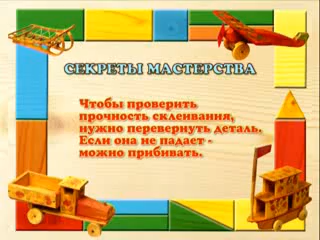 СЕКРЕТЫ МАСТЕРСТВА
Чтобы проверить
прочность склеивания,
нужно перевернуть деталь.
Если она не падает -
можно прибивать.